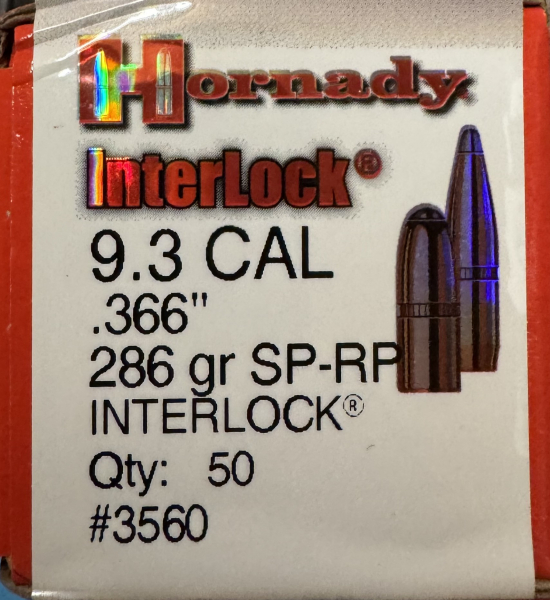 Hornady
InterLock®
9.3 CAL
.366"
286 gr SP-RP
INTERLOCK®
Qty: 50
#3560